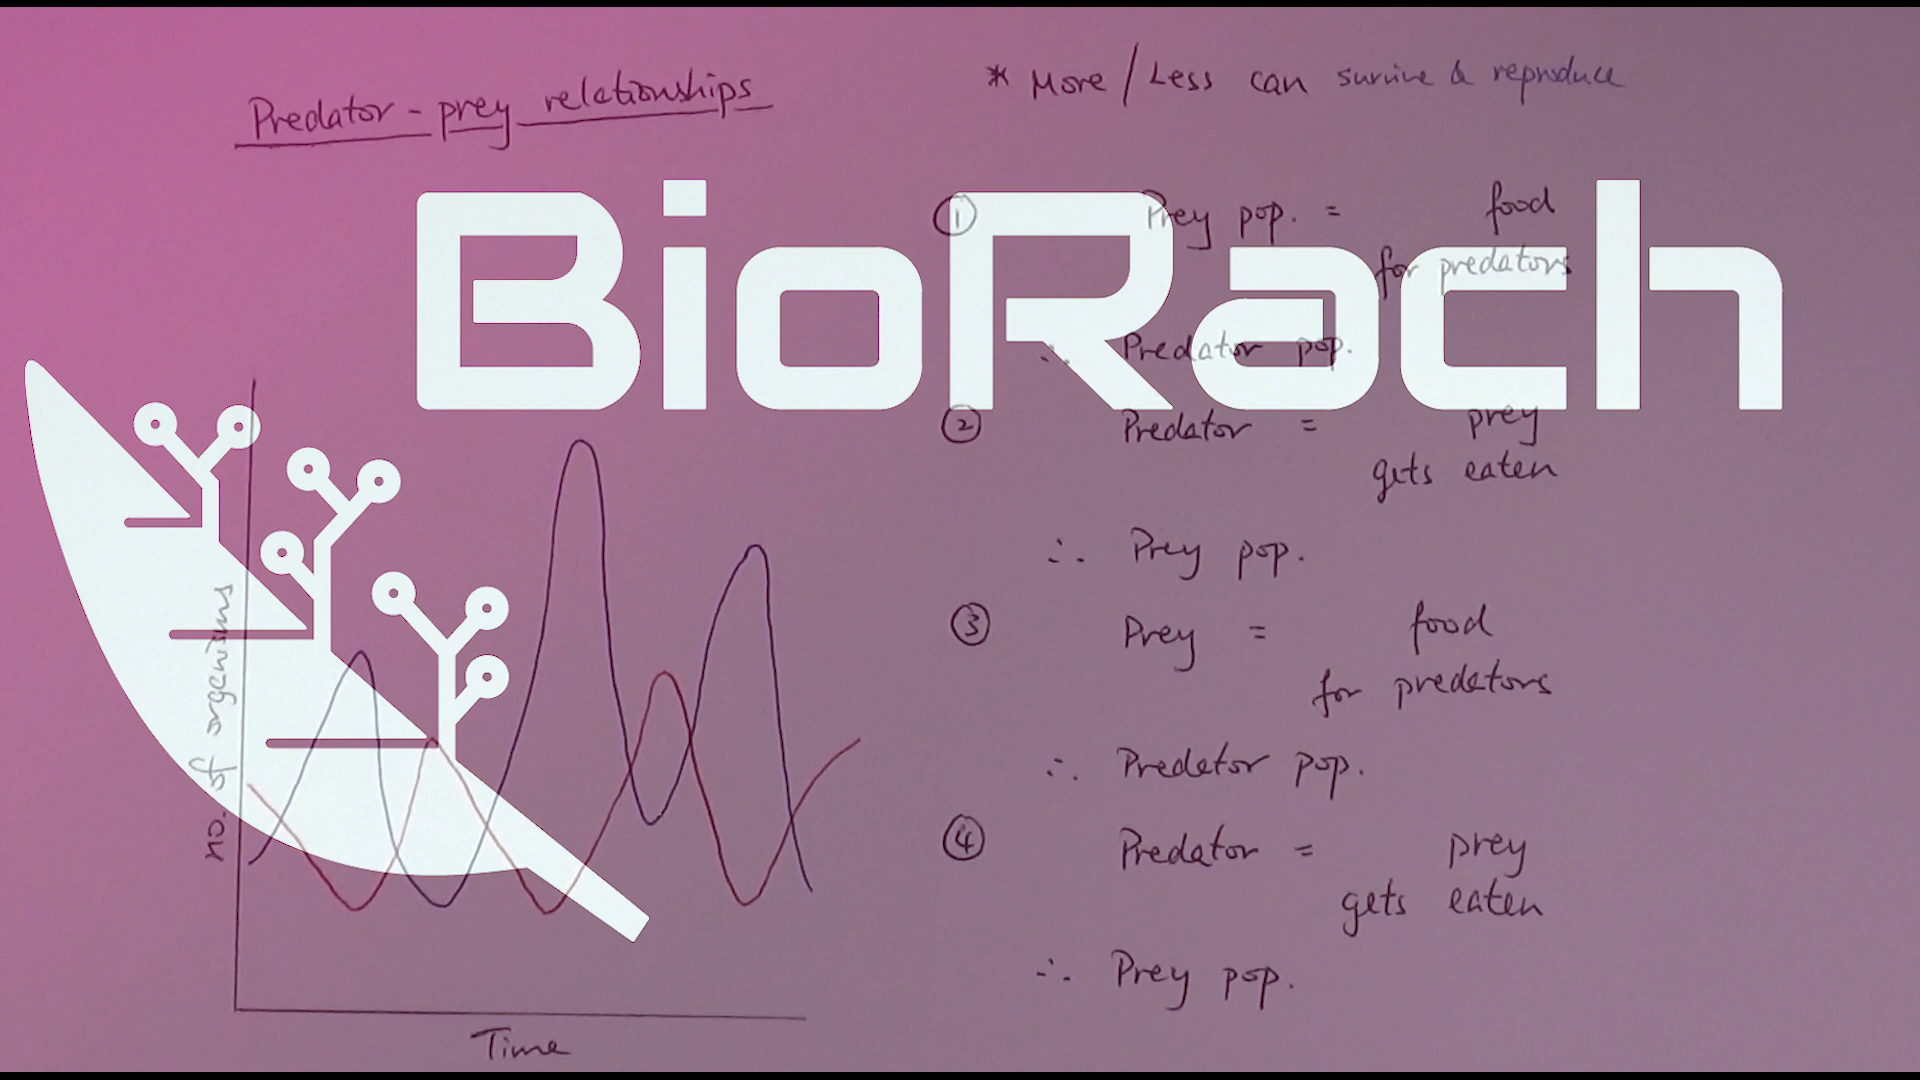 Predator - prey relationships
* More / Less can survive & reproduce
BioRach
① Prey pop. = food
for predators
∴ Predator pop.
② Predator = prey
gets eaten
∴ Prey pop.
③ Prey = food
for predators
∴ Predator pop.
④ Predator = prey
gets eaten
∴ Prey pop.
no. of organisms
Time